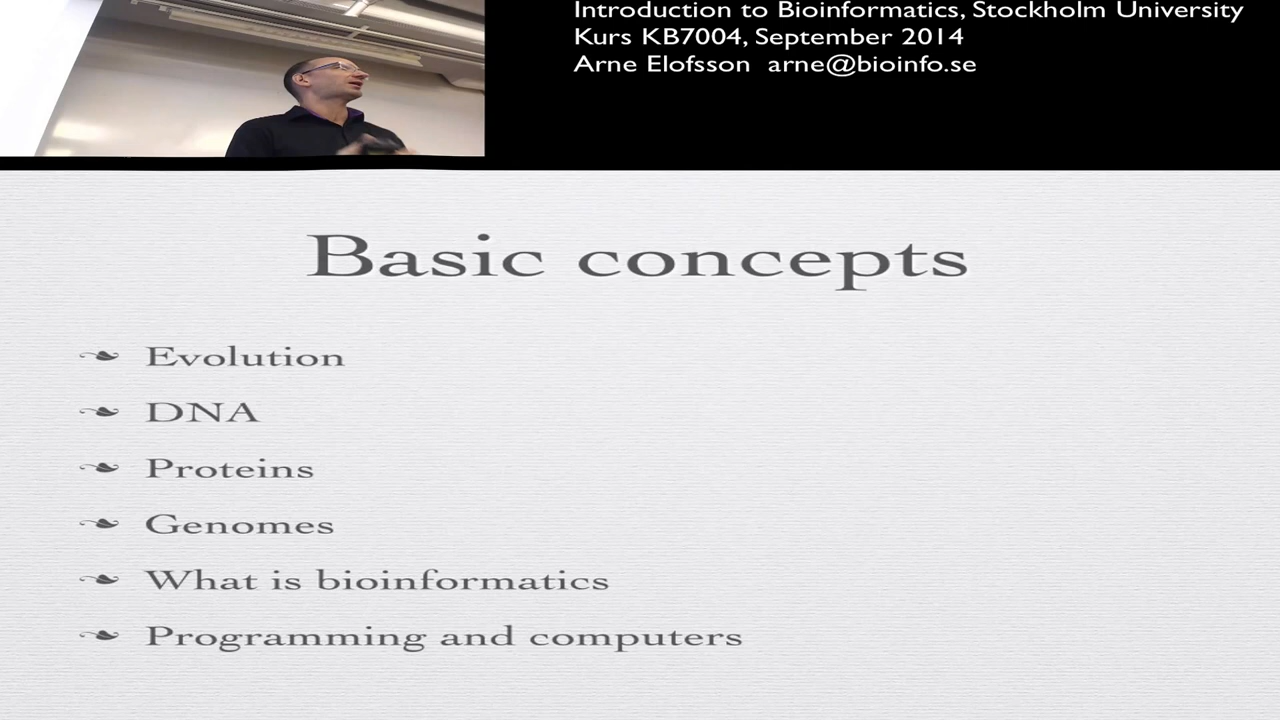 Introduction to Bioinformatics, Stockholm University
Kurs KB7004, September 2014
Arne Elofsson arne@bioinfo.se
Basic concepts
Evolution
DNA
Proteins
Genomes
What is bioinformatics
Programming and computers